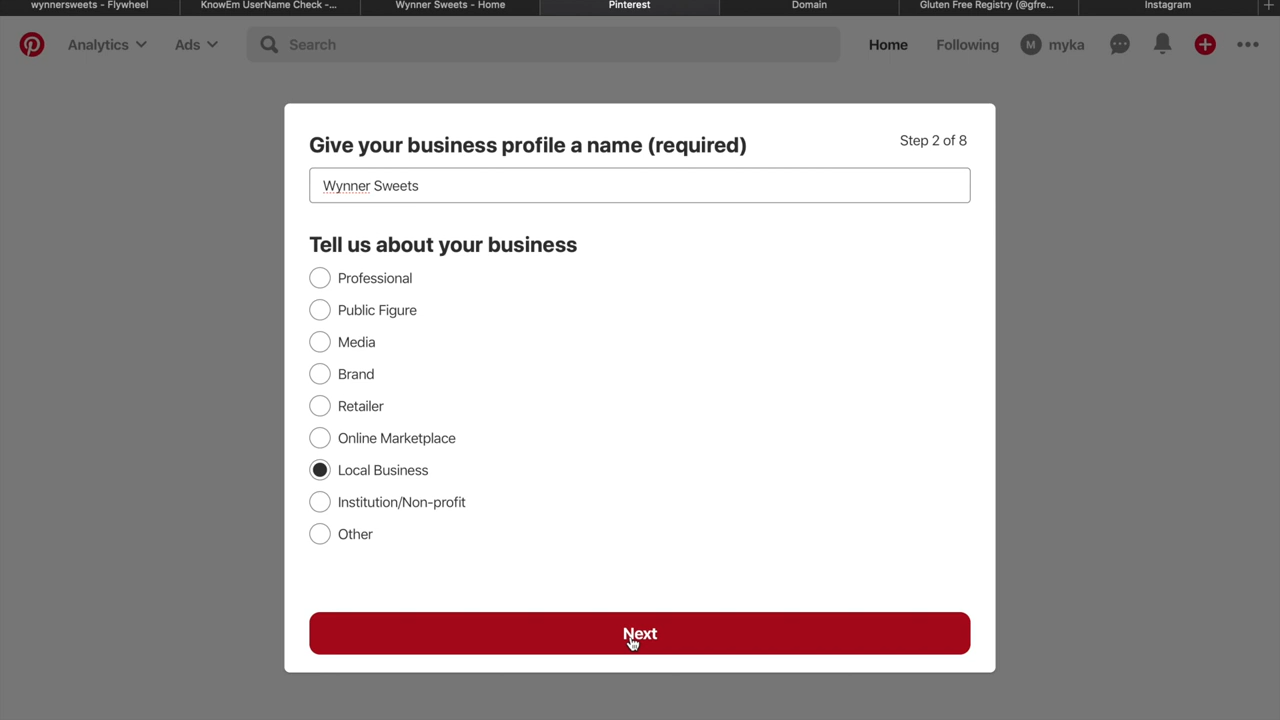 wynnersweets - Flywheel
KnowEm UserName Check -...
Wynner Sweets - Home
Pinterest
Domain
Gluten Free Registry (@gfre...
Instagram
Analytics
Ads
Search
Home
Following
M
myka
Give your business profile a name (required)
Step 2 of 8
Wynner Sweets
Tell us about your business
Professional
Public Figure
Media
Brand
Retailer
Online Marketplace
Local Business
Institution/Non-profit
Other
Next